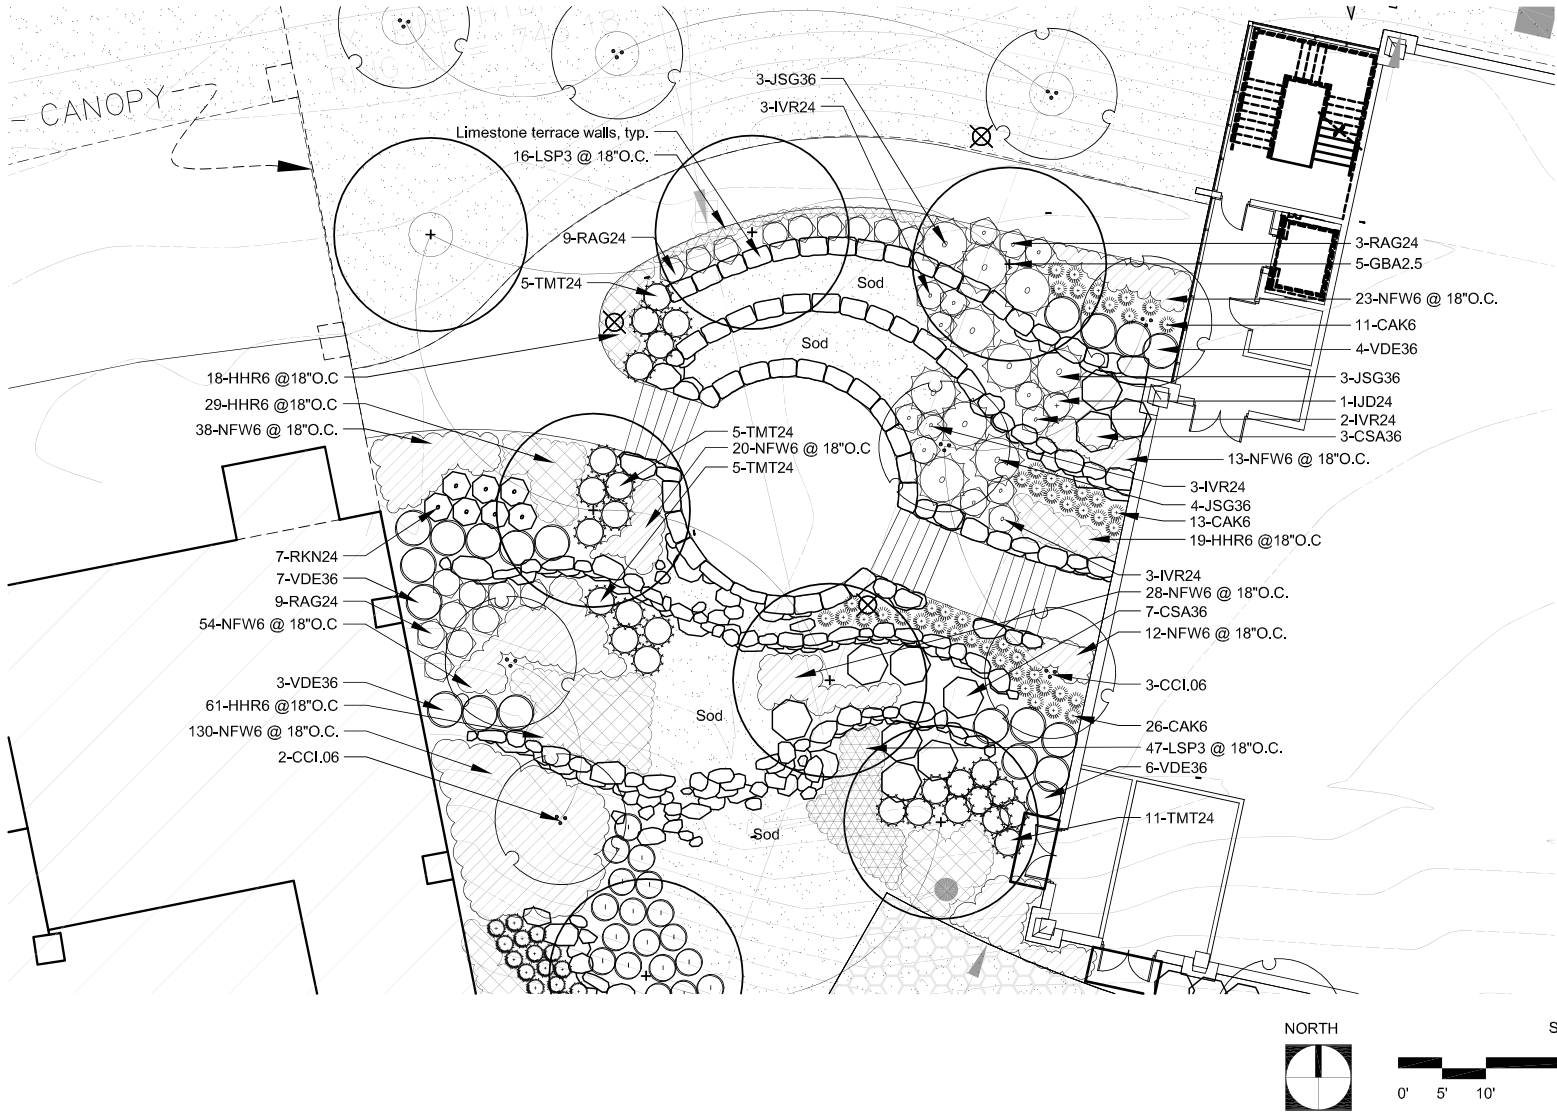 CANOPY
3-JSG36
3-IVR24
Limestone terrace walls, typ.
16-LSP3 @ 18"O.C.
9-RAG24
5-TMT24
Sod
Sod
3-RAG24
5-GBA2.5
23-NFW6 @ 18"O.C.
11-CAK6
4-VDE36
3-JSG36
1-IJD24
2-IVR24
3-CSA36
13-NFW6 @ 18"O.C.
18-HHR6 @18"O.C
29-HHR6 @18"O.C
38-NFW6 @ 18"O.C.
5-TMT24
20-NFW6 @ 18"O.C
5-TMT24
3-IVR24
4-JSG36
13-CAK6
19-HHR6 @18"O.C
7-RKN24
7-VDE36
9-RAG24
54-NFW6 @ 18"O.C
3-IVR24
28-NFW6 @ 18"O.C.
7-CSA36
12-NFW6 @ 18"O.C.
3-VDE36
61-HHR6 @18"O.C
130-NFW6 @ 18"O.C.
2-CCI.06
3-CCI.06
26-CAK6
47-LSP3 @ 18"O.C.
6-VDE36
Sod
Sod
11-TMT24
NORTH
S
0' 5' 10'